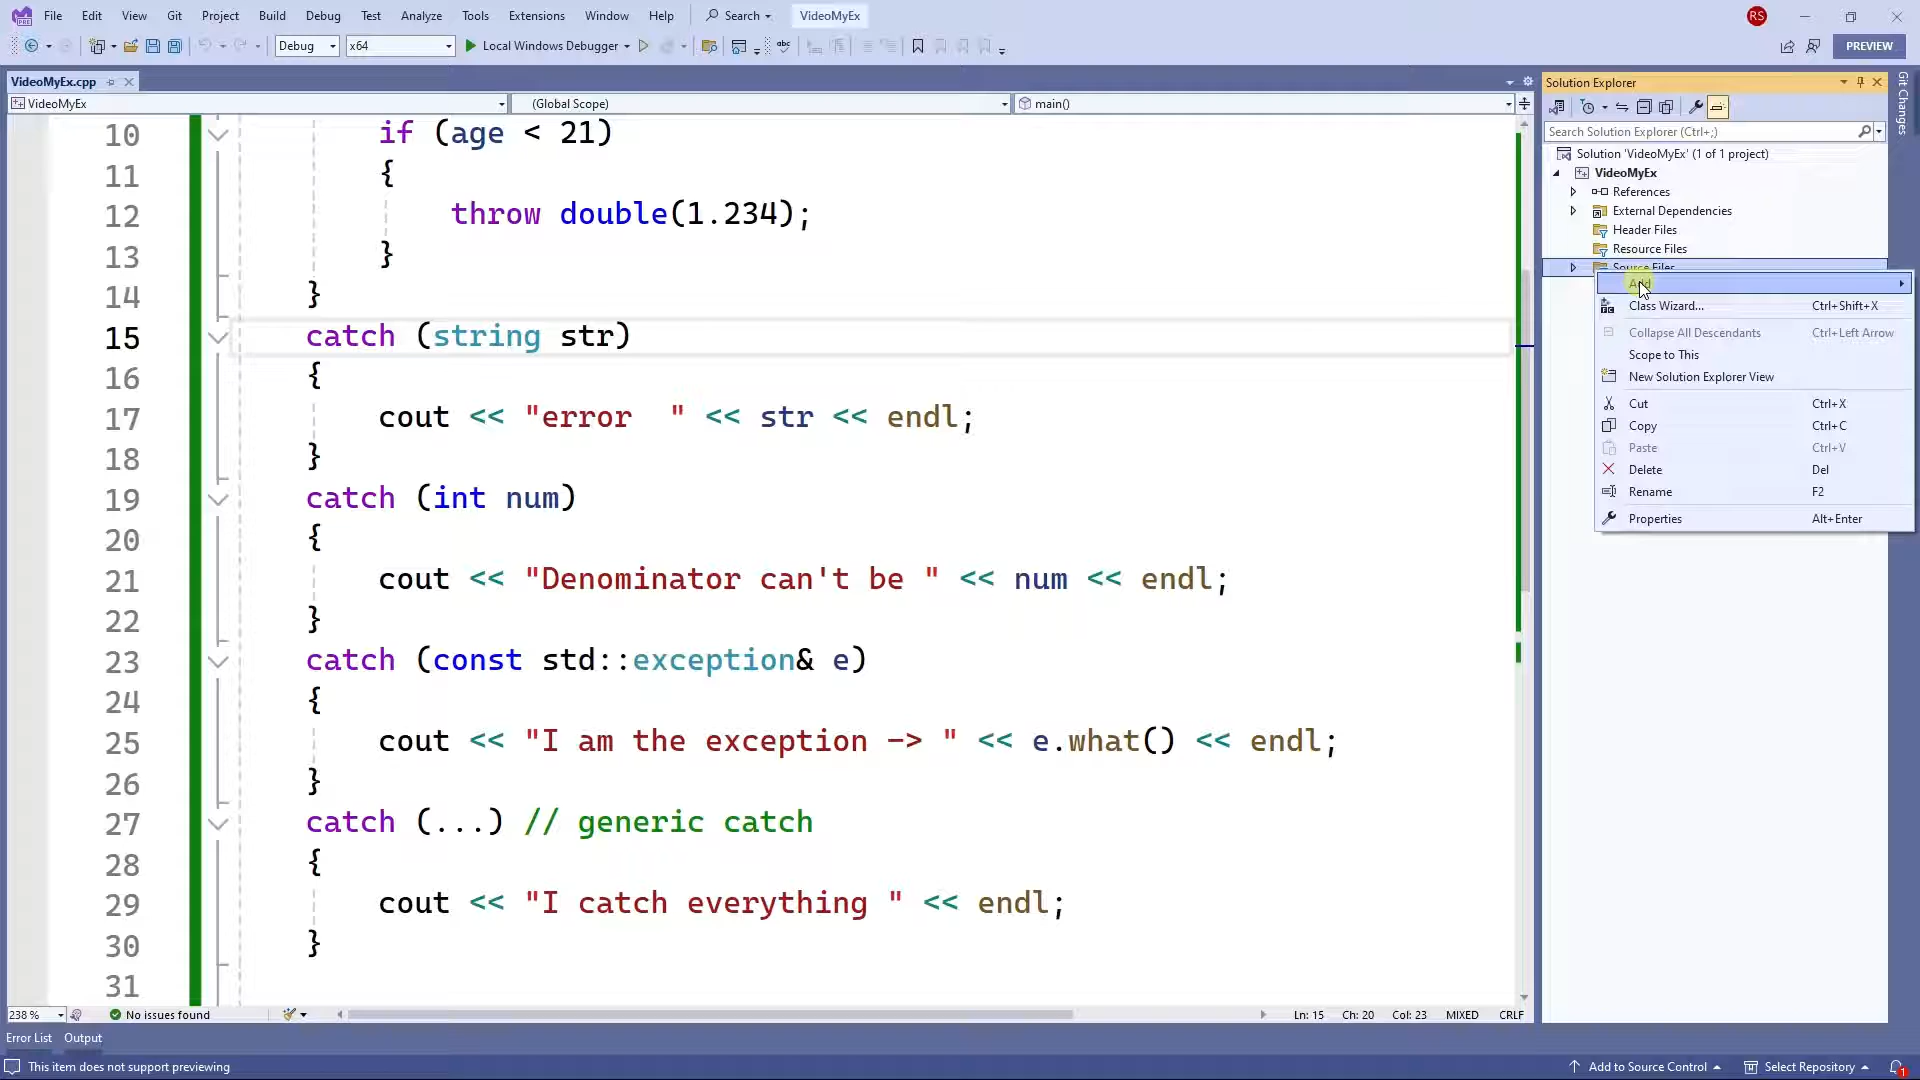 File Edit View Git Project Build Debug Test Analyze Tools Extensions Window Help Search VideoMyEx RS
Debug x64 Local Windows Debugger abc PREVIEW
VideoMyEx.cpp
VideoMyEx (Global Scope) main()
10 if (age < 21)
11 {
12 throw double(1.234);
13 }
14 }
15 catch (string str)
16 {
17 cout << "error  " << str << endl;
18 }
19 catch (int num)
20 {
21 cout << "Denominator can't be " << num << endl;
22 }
23 catch (const std::exception& e)
24 {
25 cout << "I am the exception -> " << e.what() << endl;
26 }
27 catch (...) // generic catch
28 {
29 cout << "I catch everything " << endl;
30 }
31
238 % No issues found Ln: 15 Ch: 20 Col: 23 MIXED CRLF
Error List Output
This item does not support previewing Add to Source Control Select Repository 1
Solution Explorer
Search Solution Explorer (Ctrl+;)
Solution 'VideoMyEx' (1 of 1 project)
VideoMyEx
References
External Dependencies
Header Files
Resource Files
Source Files
Add
Class Wizard... Ctrl+Shift+X
Collapse All Descendants Ctrl+Left Arrow
Scope to This
New Solution Explorer View
Cut Ctrl+X
Copy Ctrl+C
Paste Ctrl+V
Delete Del
Rename F2
Properties Alt+Enter
Git Changes